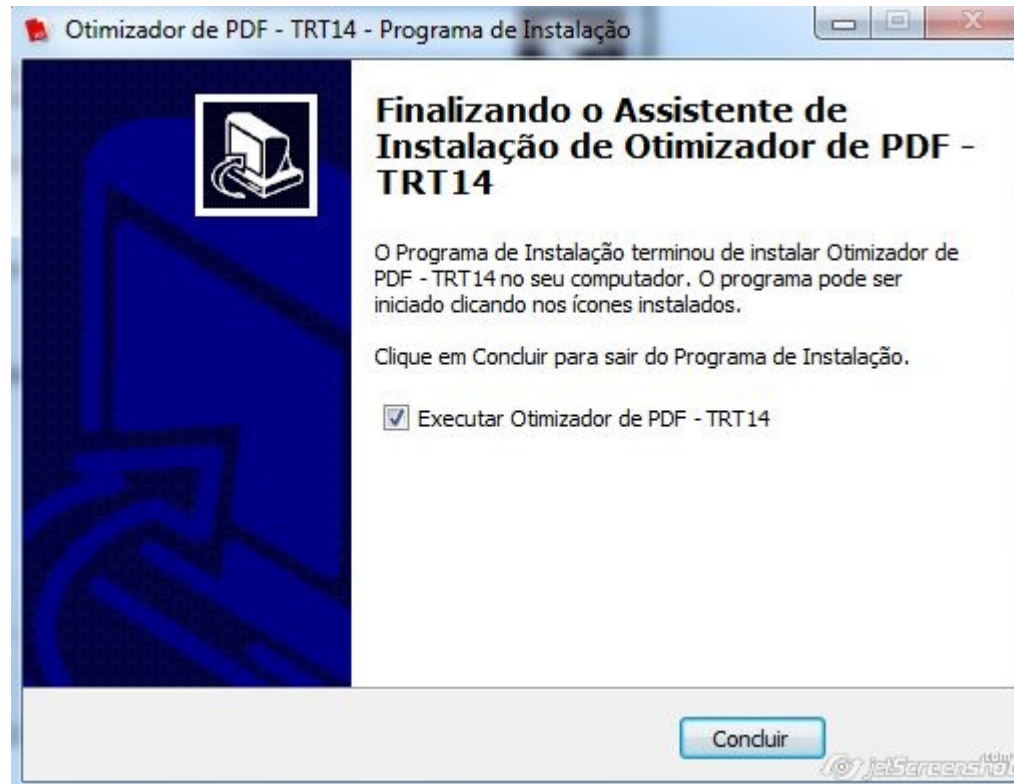 Otimizador de PDF - TRT14 - Programa de Instalação
Finalizando o Assistente de
Instalação de Otimizador de PDF -
TRT14
O Programa de Instalação terminou de instalar Otimizador de
PDF - TRT14 no seu computador. O programa pode ser
iniciado clicando nos ícones instalados.
Clique em Concluir para sair do Programa de Instalação.
Executar Otimizador de PDF - TRT14
Concluir
jetScreenshot
.com